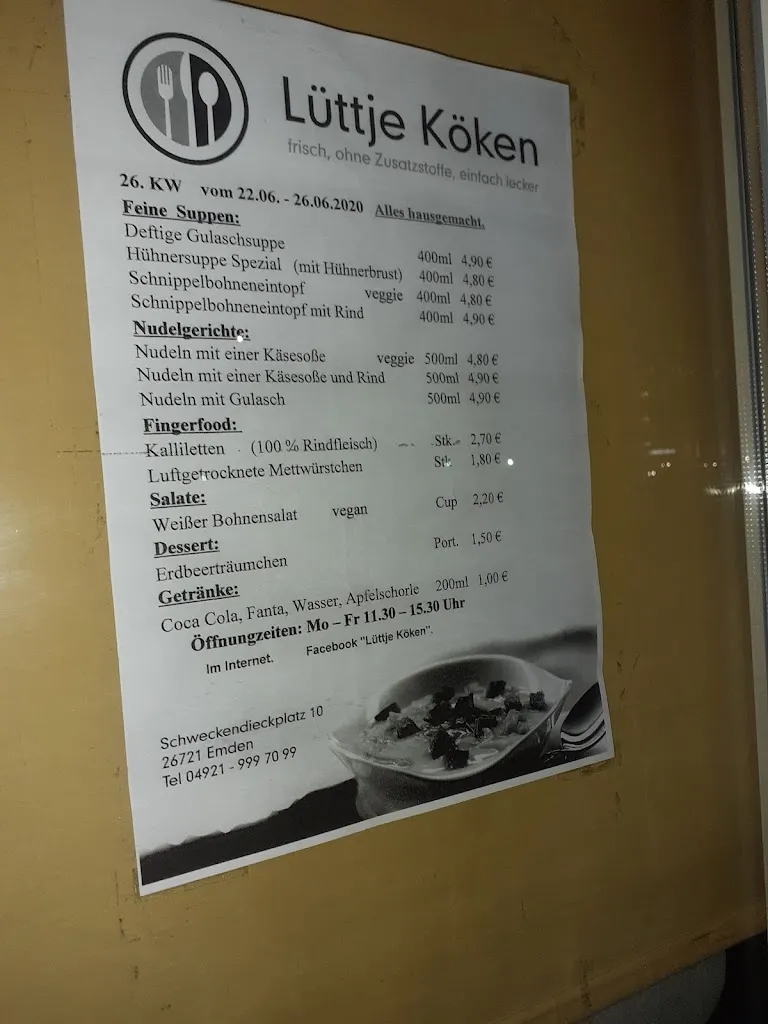 Lüttje Köken
frisch, ohne Zusatzstoffe, einfach lecker
26. KW vom 22.06. - 26.06.2020 Alles hausgemacht.
Feine Suppen:
Deftige Gulaschsuppe 400ml 4,90 €
Hühnersuppe Spezial (mit Hühnerbrust) 400ml 4,80 €
Schnippelbohneneintopf veggie 400ml 4,80 €
Schnippelbohneneintopf mit Rind 400ml 4,90 €
Nudelgerichte:
Nudeln mit einer Käsesoße veggie 500ml 4,80 €
Nudeln mit einer Käsesoße und Rind 500ml 4,90 €
Nudeln mit Gulasch 500ml 4,90 €
Fingerfood:
Kalliletten (100 % Rindfleisch) Stk. 2,70 €
Luftgetrocknete Mettwürstchen Stk 1,80 €
Salate:
Weißer Bohnensalat vegan Cup 2,20 €
Dessert:
Erdbeerträumchen Port. 1,50 €
Getränke:
Coca Cola, Fanta, Wasser, Apfelschorle 200ml 1,00 €
Öffnungzeiten: Mo – Fr 11.30 – 15.30 Uhr
Im Internet. Facebook "Lüttje Köken".
Schweckendieckplatz 10
26721 Emden
Tel 04921 - 999 70 99